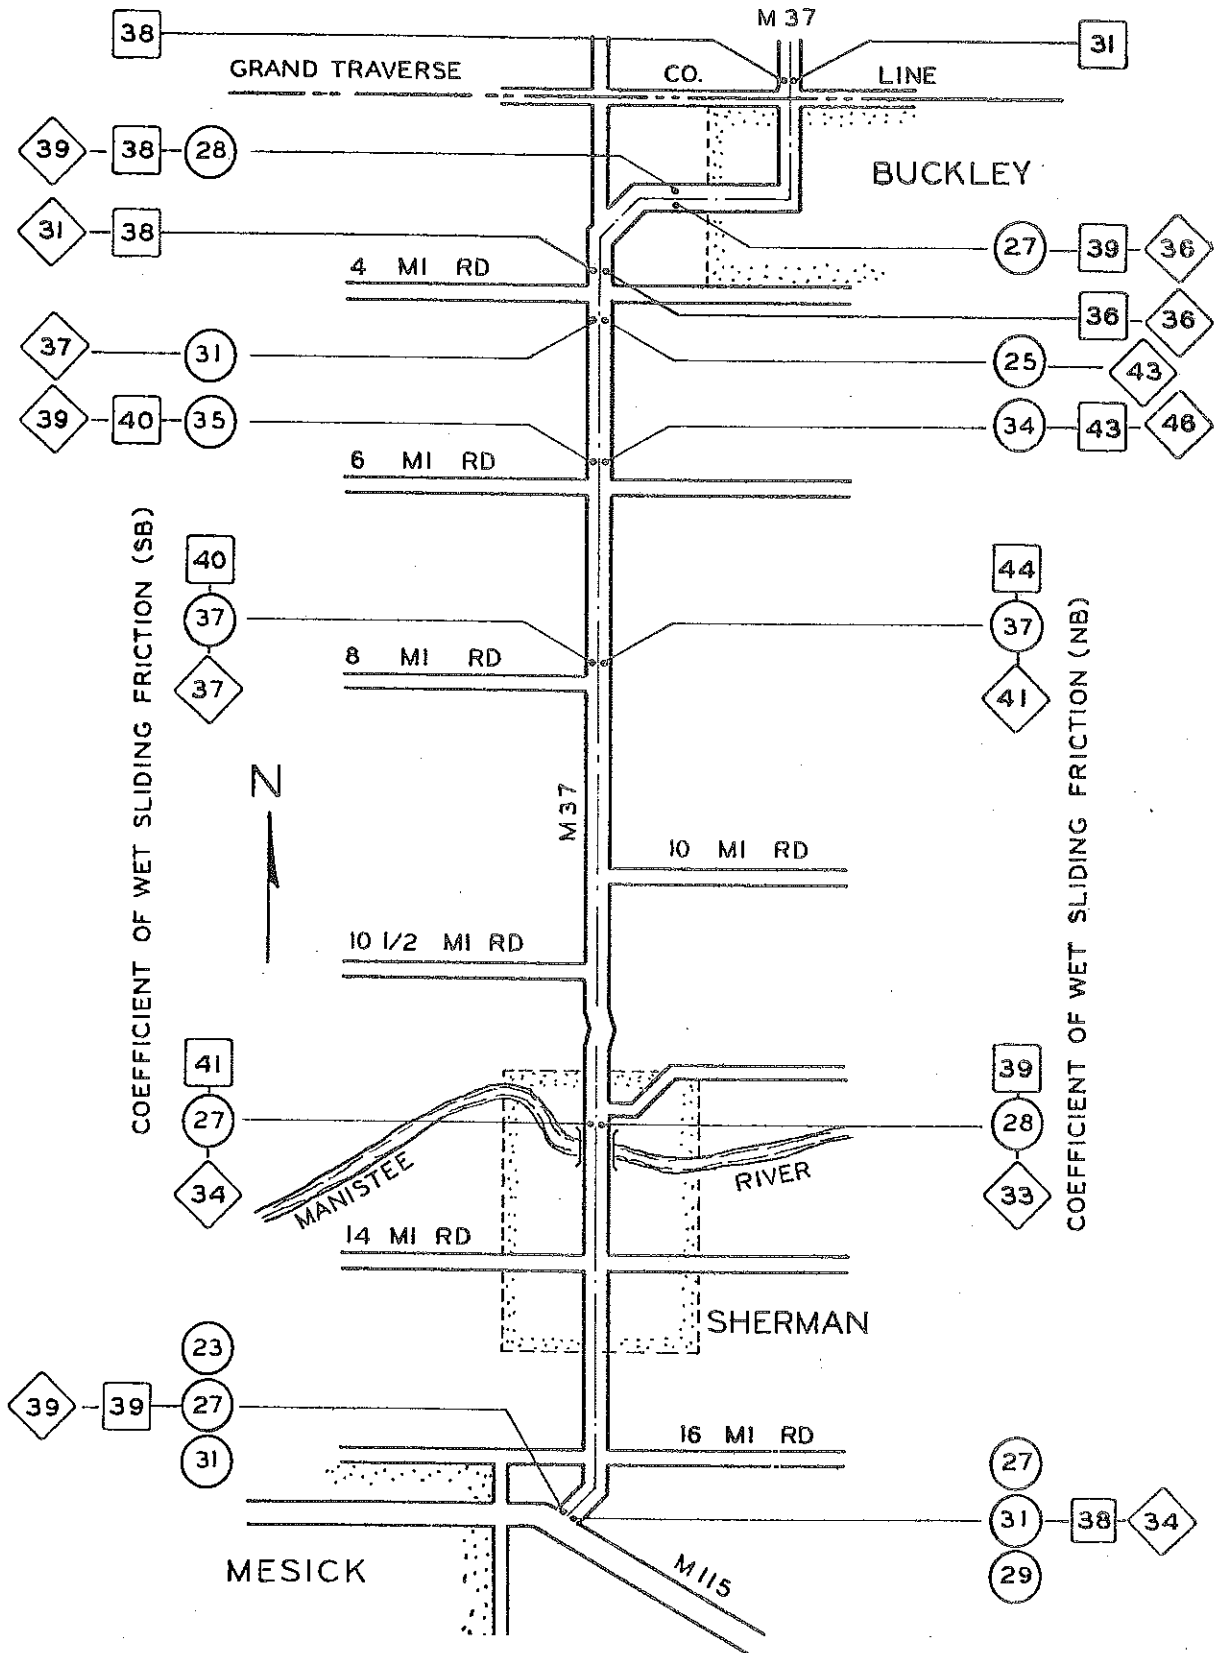 M 37
38
31
GRAND TRAVERSE CO. LINE
39 38 28
BUCKLEY
31 38
27 39 36
4 MI RD
36 36
37 31
25 43
39 40 35
34 43 46
6 MI RD
COEFFICIENT OF WET SLIDING FRICTION (SB)
40
37
37
44
37
41
COEFFICIENT OF WET SLIDING FRICTION (NB)
8 MI RD
N
M 37
10 MI RD
10 1/2 MI RD
41
27
34
39
28
33
MANISTEE
RIVER
14 MI RD
SHERMAN
23
39 39 27
31
16 MI RD
27
31 38 34
29
MESICK
M 115